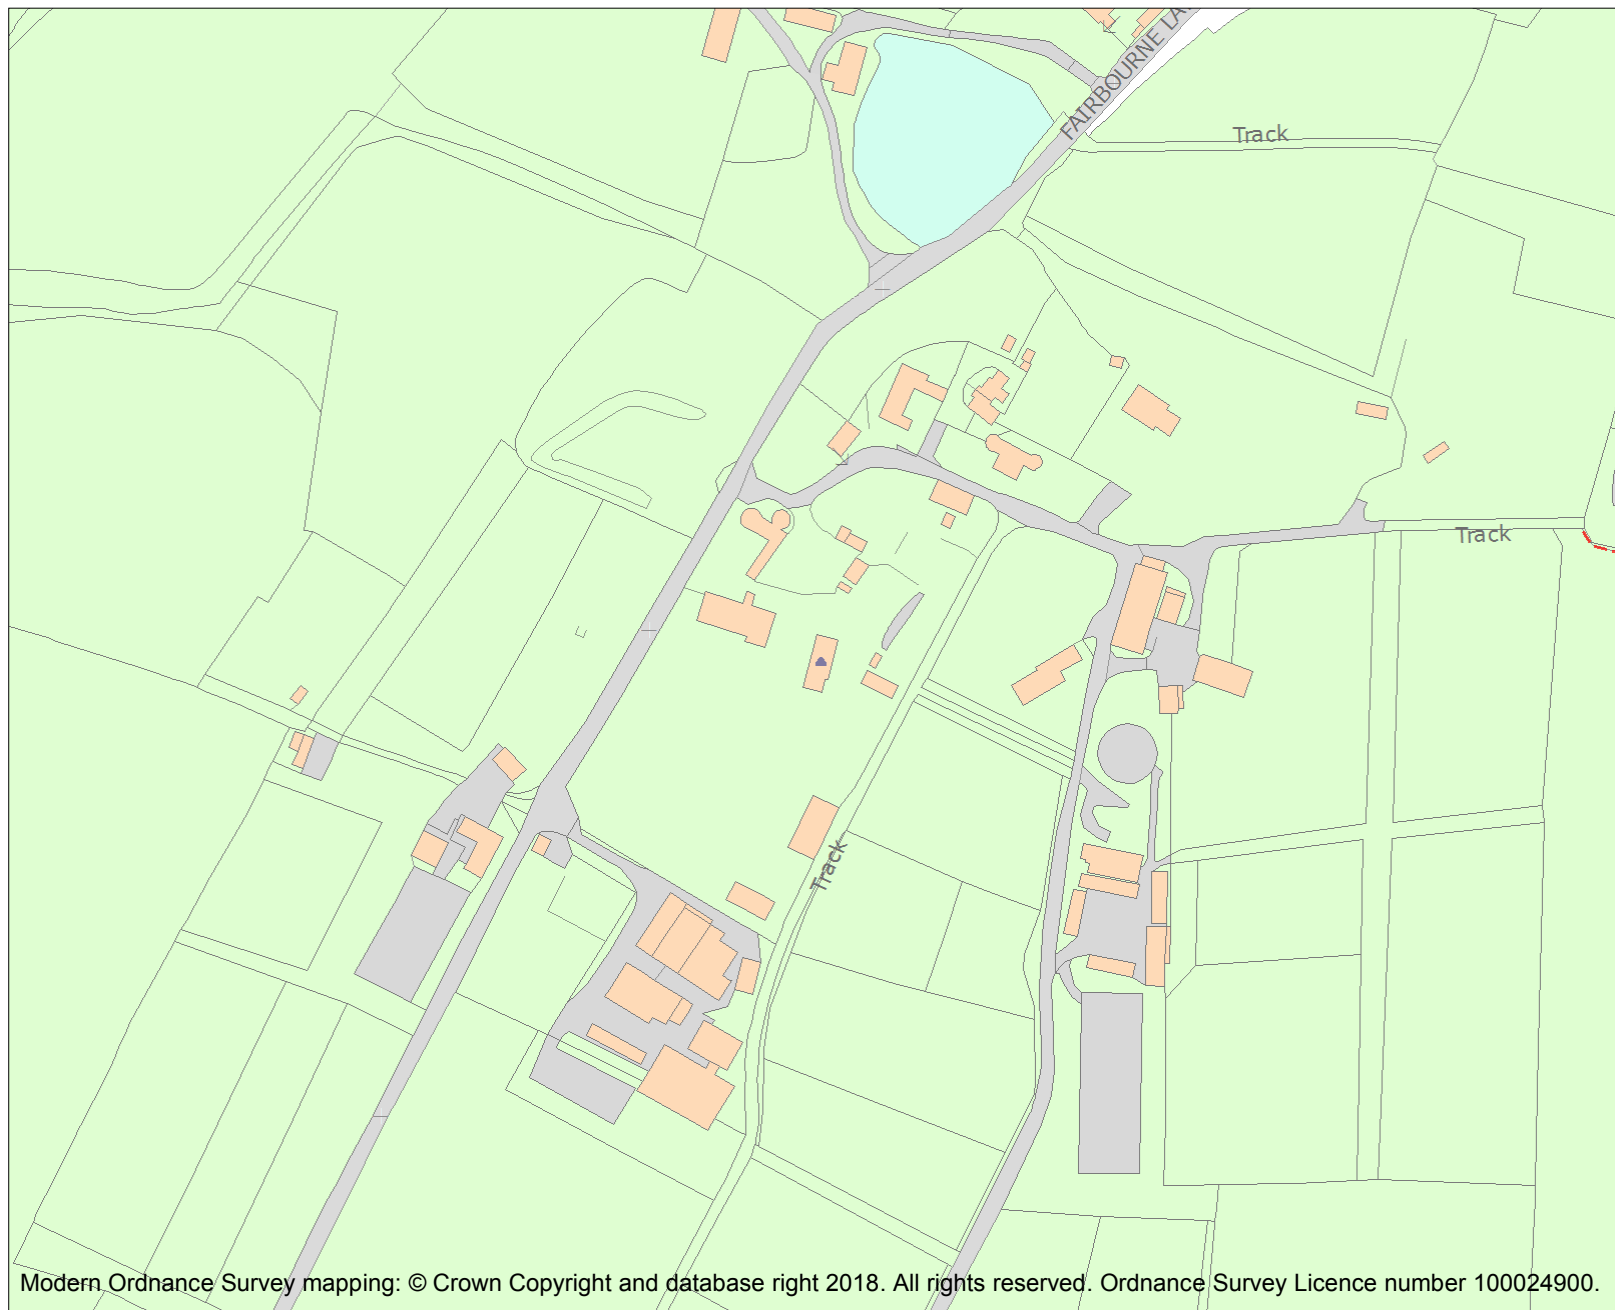 FAIRBOURNE LA
Track
Track
Track
Modern Ordnance Survey mapping: © Crown Copyright and database right 2018. All rights reserved. Ordnance Survey Licence number 100024900.